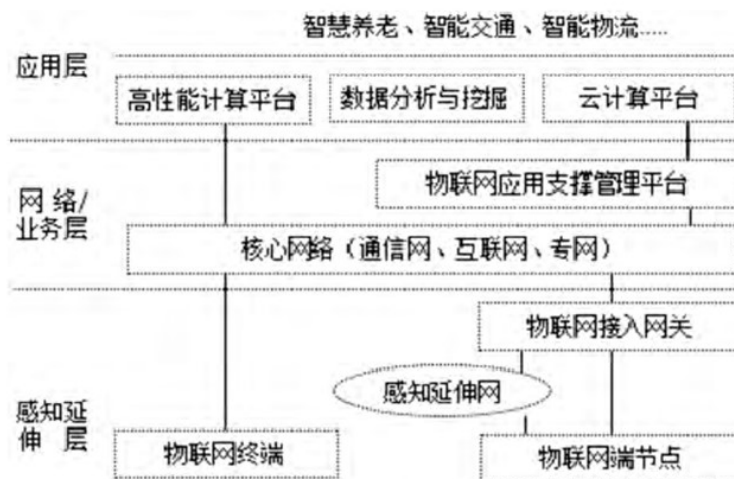 智慧养老、智能交通、智能物流.....
应用层
高性能计算平台
数据分析与挖掘
云计算平台
物联网应用支撑管理平台
网 络/
业务层
核心网络（通信网、互联网、专网）
物联网接入网关
感知延伸网
感知延
伸 层
物联网终端
物联网端节点